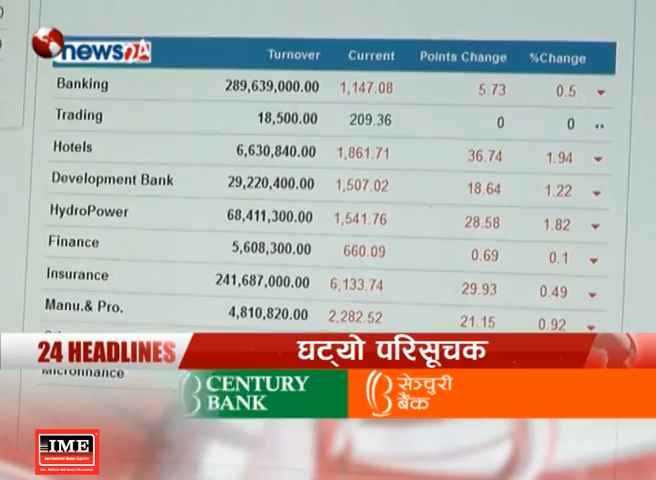 news24
Turnover Current Points Change %Change
Banking 289,639,000.00 1,147.08 5.73 0.5
Trading 18,500.00 209.36 0 0
Hotels 6,630,840.00 1,861.71 36.74 1.94
Development Bank 29,220,400.00 1,507.02 18.64 1.22
HydroPower 68,411,300.00 1,541.76 28.58 1.82
Finance 5,608,300.00 660.09 0.69 0.1
Insurance 241,687,000.00 6,133.74 29.93 0.49
Manu.& Pro. 4,810,820.00 2,282.52 21.15 0.92
24 HEADLINES घट्यो परिसूचक
Microfinance
CENTURY
BANK
सेञ्चुरी
बैंक
IME